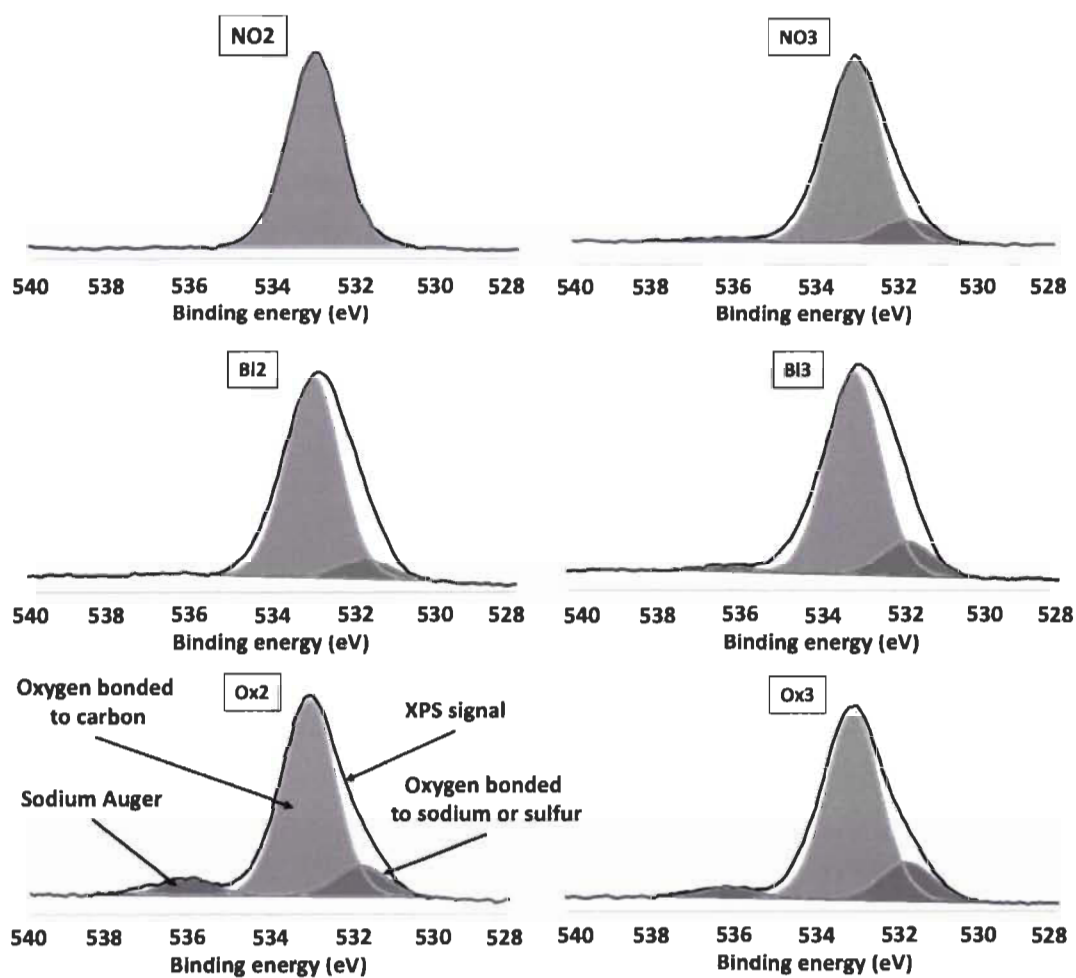 NO2
540 538 536 534 532 530 528
Binding energy (eV)
NO3
540 538 536 534 532 530 528
Binding energy (eV)
Bl2
540 538 536 534 532 530 528
Binding energy (eV)
Bl3
540 538 536 534 532 530 528
Binding energy (eV)
Ox2
Oxygen bonded
to carbon
XPS signal
Sodium Auger
Oxygen bonded
to sodium or sulfur
540 538 536 534 532 530 528
Binding energy (eV)
Ox3
540 538 536 534 532 530 528
Binding energy (eV)